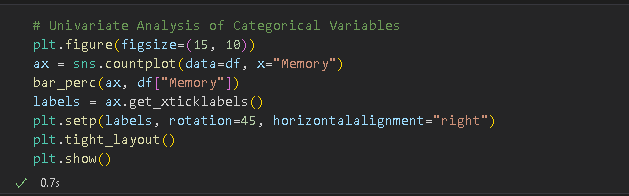 # Univariate Analysis of Categorical Variables
plt.figure(figsize=(15, 10))
ax = sns.countplot(data=df, x="Memory")
bar_perc(ax, df["Memory"])
labels = ax.get_xticklabels()
plt.setp(labels, rotation=45, horizontalalignment="right")
plt.tight_layout()
plt.show()
✓ 0.7s